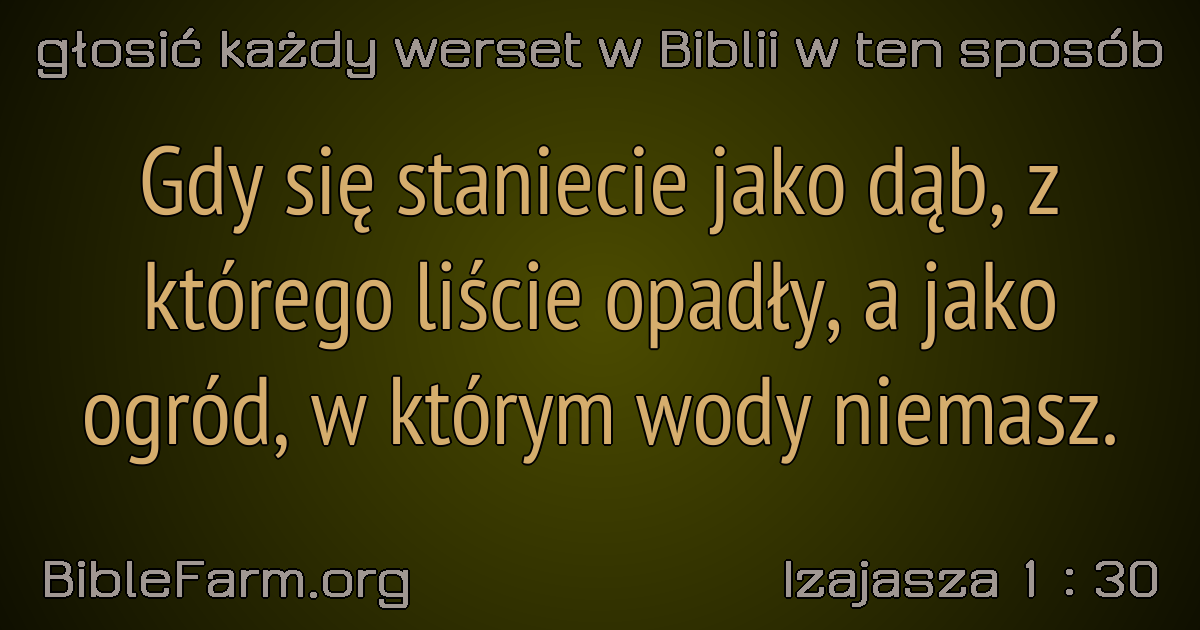 głosić każdy werset w Biblii w ten sposób
Gdy się staniecie jako dąb, z
którego liście opadły, a jako
ogród, w którym wody niemasz.
BibleFarm.org
Izajasza 1 : 30